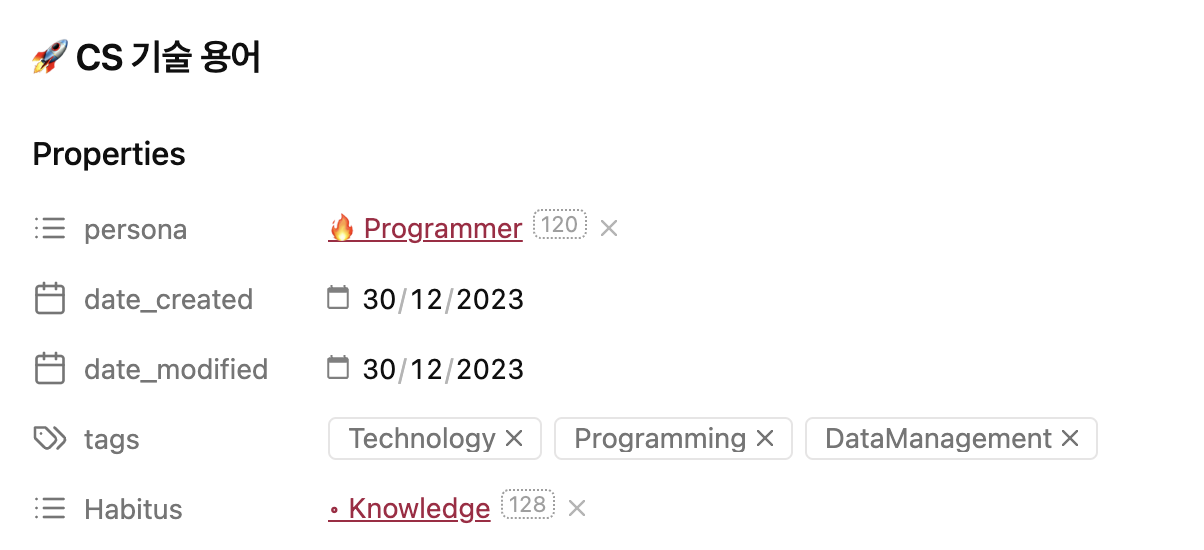 🚀 CS 기술 용어
Properties
persona 🔥 Programmer 120
date_created 30/12/2023
date_modified 30/12/2023
tags Technology Programming DataManagement
Habitus ∘ Knowledge 128